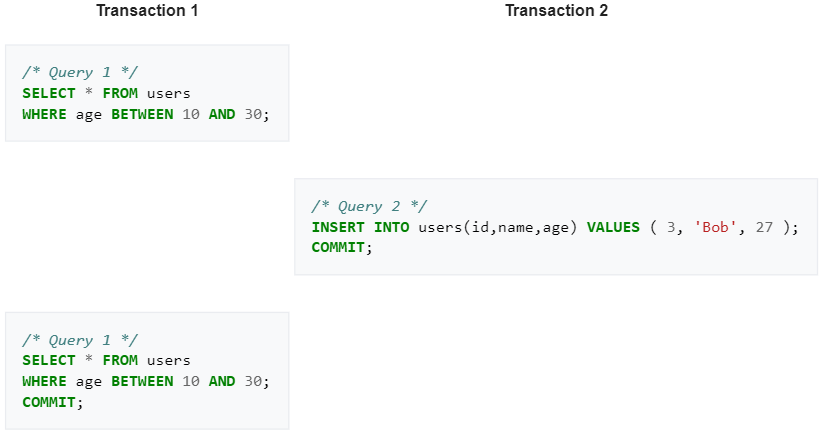 Transaction 1
Transaction 2
/* Query 1 */
SELECT * FROM users
WHERE age BETWEEN 10 AND 30;
/* Query 2 */
INSERT INTO users(id,name,age) VALUES ( 3, 'Bob', 27 );
COMMIT;
/* Query 1 */
SELECT * FROM users
WHERE age BETWEEN 10 AND 30;
COMMIT;